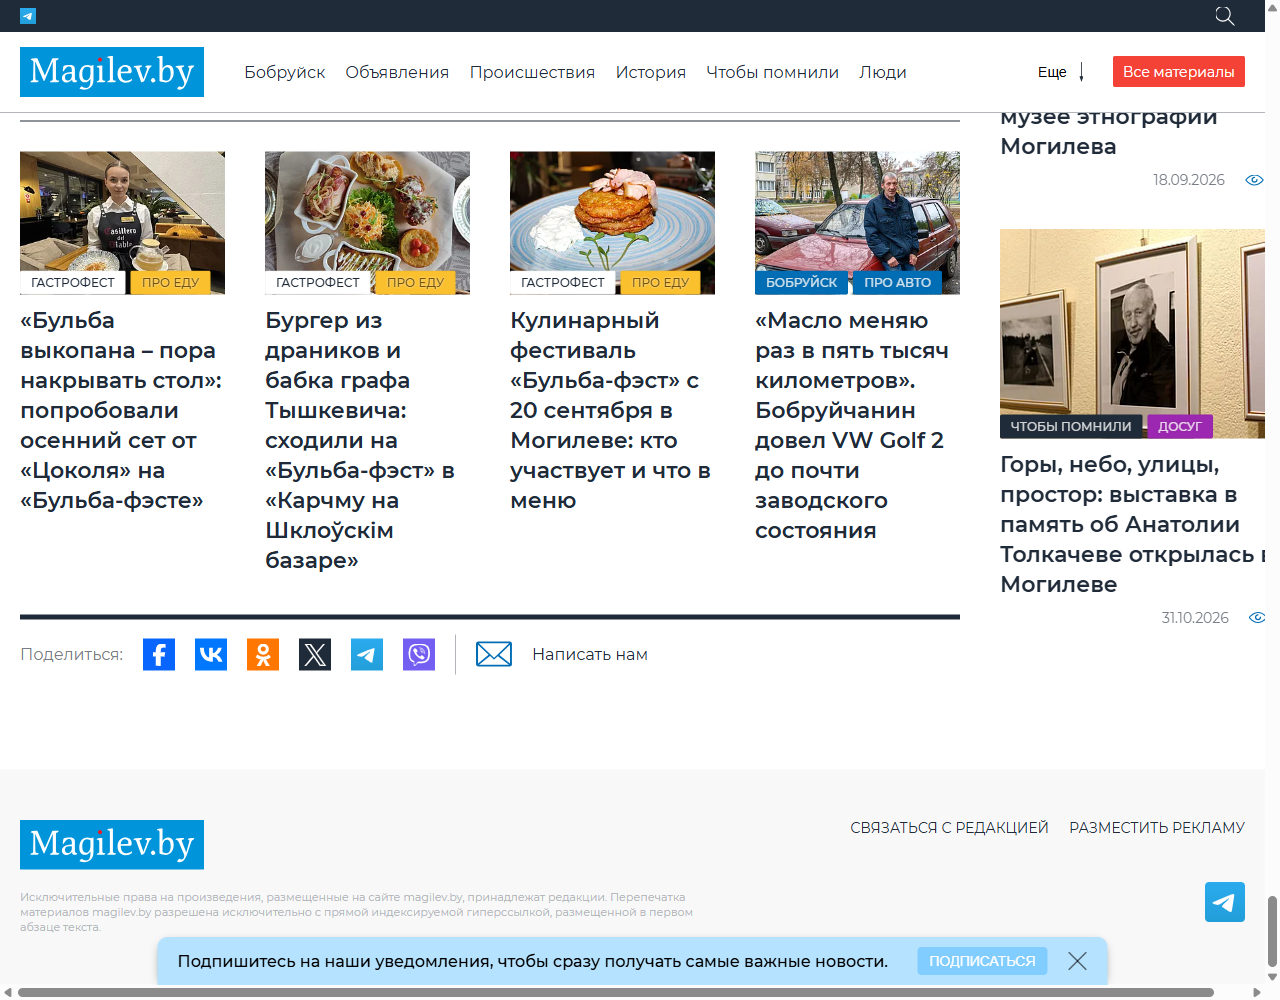 Magilev.by
Бобруйск Объявления Происшествия История Чтобы помнили Люди
Еще
Все материалы
музее этнографии
Могилева
18.09.2026
ГАСТРОФЕСТ ПРО ЕДУ
«Бульба
выкопана – пора
накрывать стол»:
попробовали
осенний сет от
«Цоколя» на
«Бульба-фэсте»
ГАСТРОФЕСТ ПРО ЕДУ
Бургер из
драников и
бабка графа
Тышкевича:
сходили на
«Бульба-фэст» в
«Карчму на
Шклоўскім
базаре»
ГАСТРОФЕСТ ПРО ЕДУ
Кулинарный
фестиваль
«Бульба-фэст» с
20 сентября в
Могилеве: кто
участвует и что в
меню
БОБРУЙСК ПРО АВТО
«Масло меняю
раз в пять тысяч
километров».
Бобруйчанин
довел VW Golf 2
до почти
заводского
состояния
ЧТОБЫ ПОМНИЛИ ДОСУГ
Горы, небо, улицы,
простор: выставка в
память об Анатолии
Толкачеве открылась в
Могилеве
31.10.2026
Поделиться:
Написать нам
Magilev.by
СВЯЗАТЬСЯ С РЕДАКЦИЕЙ РАЗМЕСТИТЬ РЕКЛАМУ
Исключительные права на произведения, размещенные на сайте magilev.by, принадлежат редакции. Перепечатка
материалов magilev.by разрешена исключительно с прямой индексируемой гиперссылкой, размещенной в первом
абзаце текста.
Подпишитесь на наши уведомления, чтобы сразу получать самые важные новости.
ПОДПИСАТЬСЯ